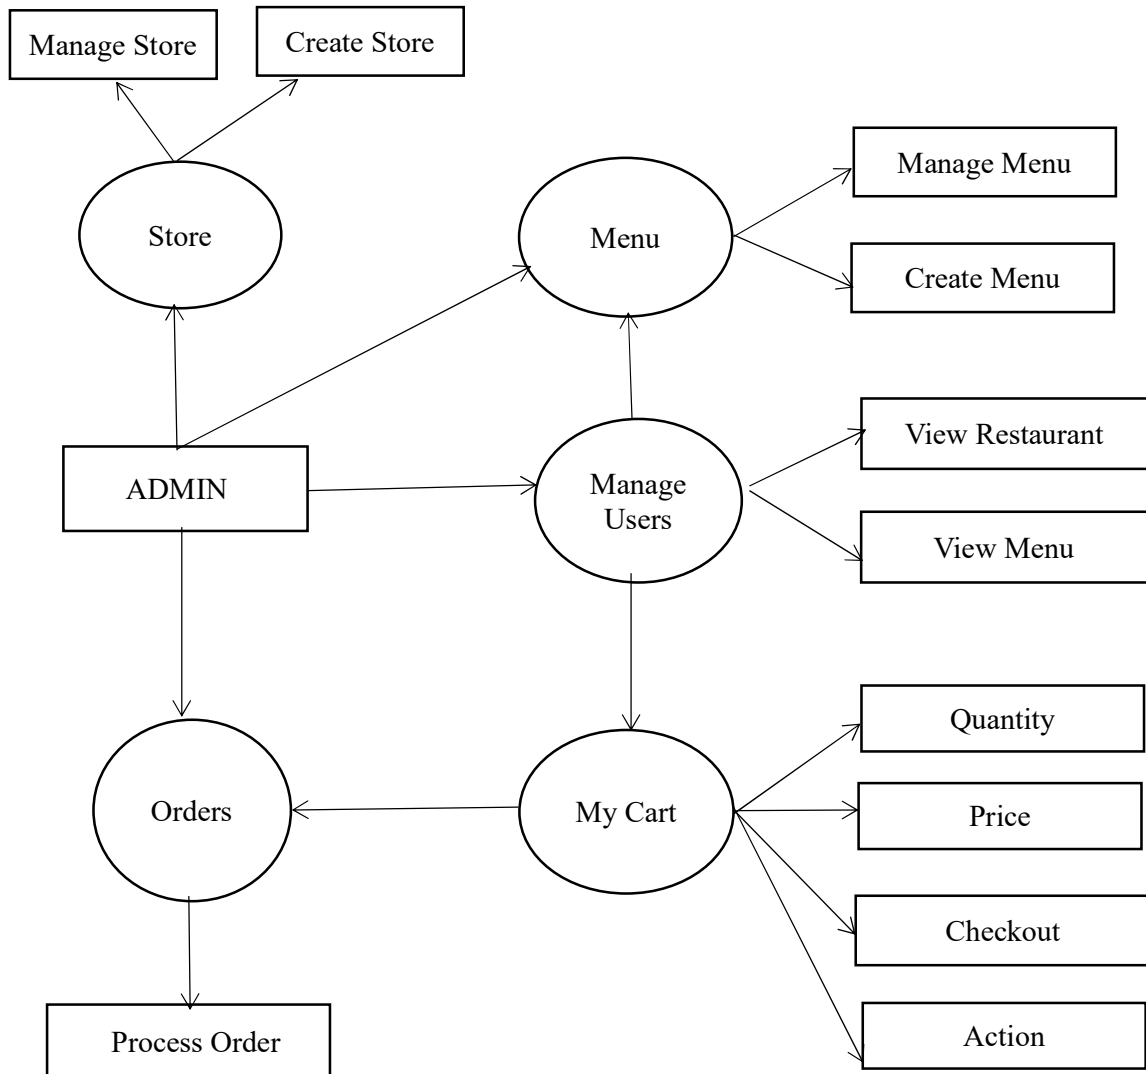 Manage Store
Create Store
Manage Menu
Store
Menu
Create Menu
View Restaurant
ADMIN
Manage
Users
View Menu
Quantity
Orders
My Cart
Price
Checkout
Process Order
Action